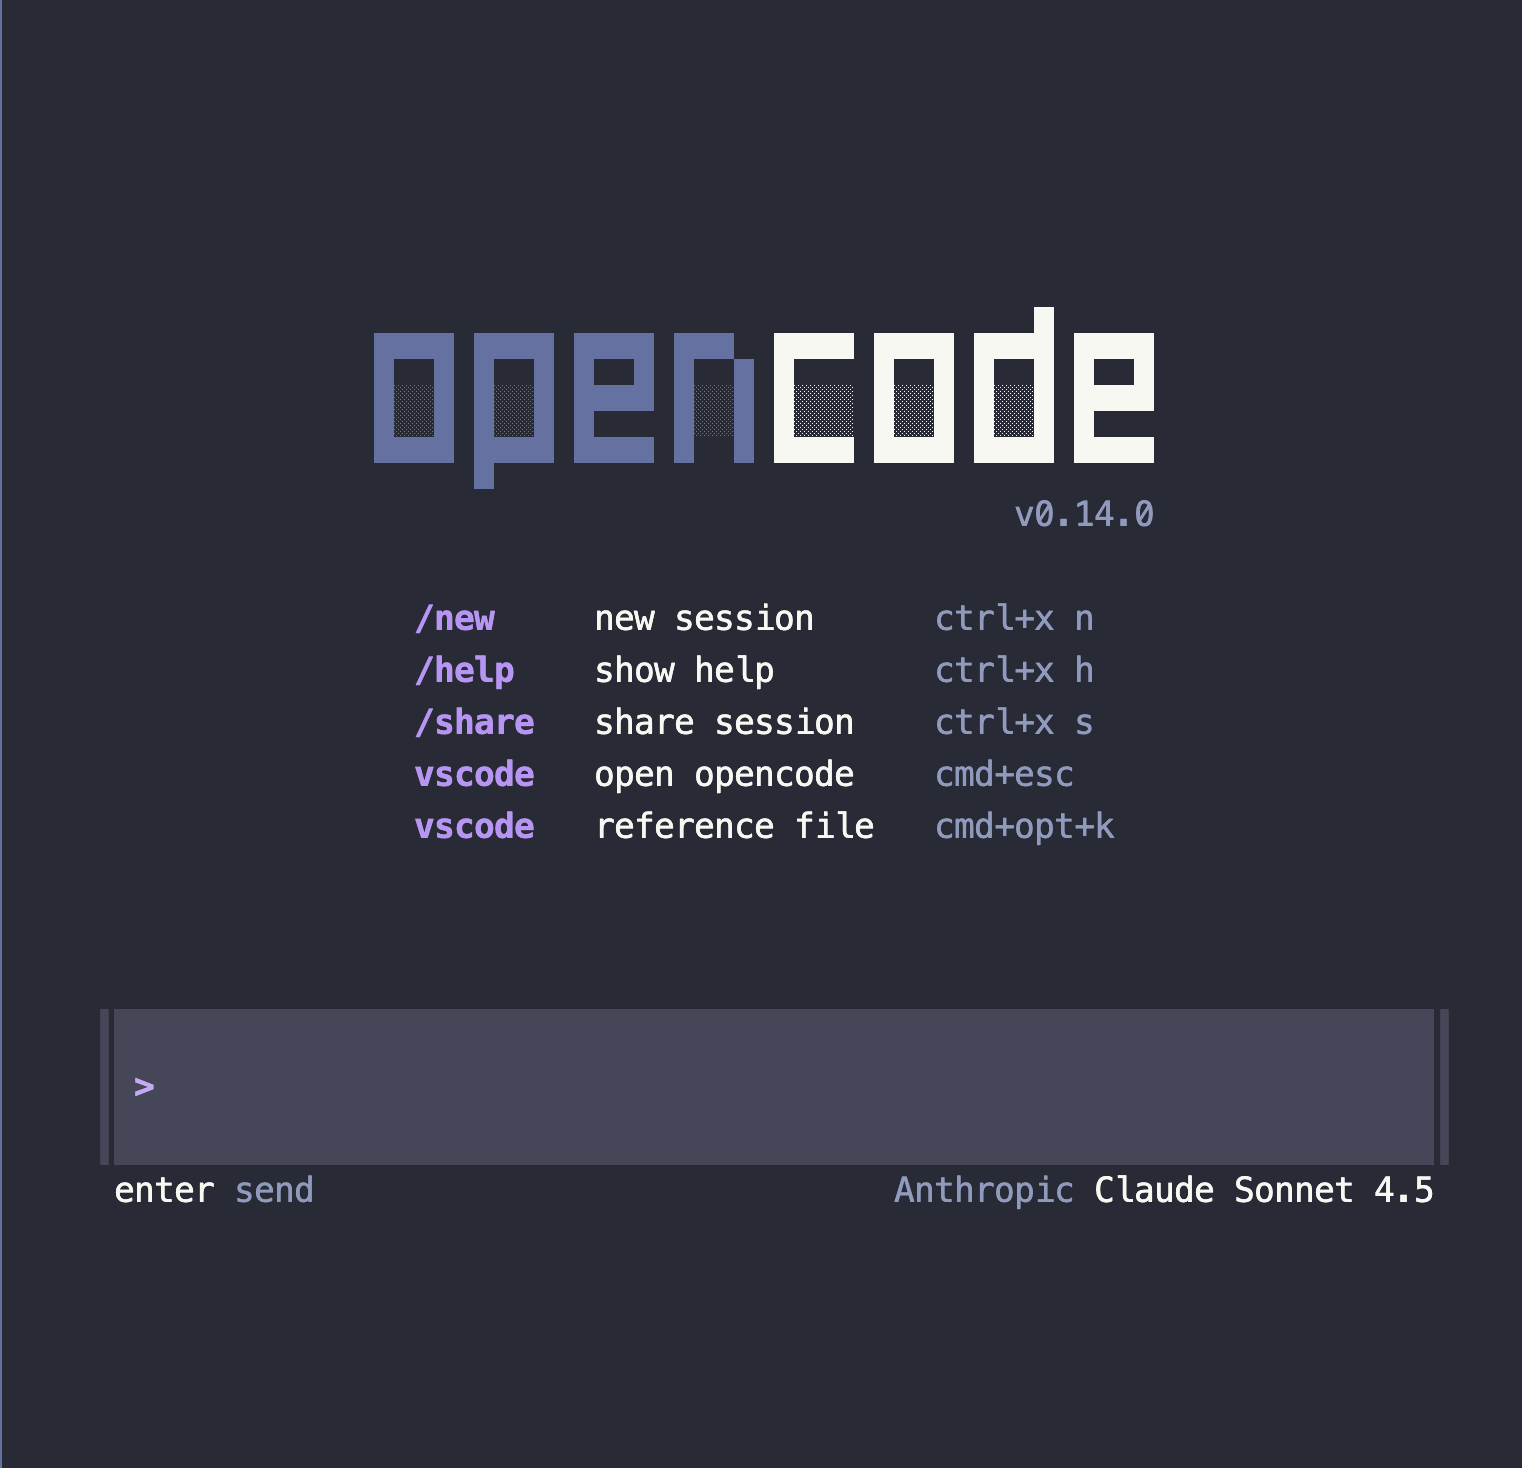 opencode
v0.14.0
/new new session ctrl+x n
/help show help ctrl+x h
/share share session ctrl+x s
vscode open opencode cmd+esc
vscode reference file cmd+opt+k
>
enter send Anthropic Claude Sonnet 4.5